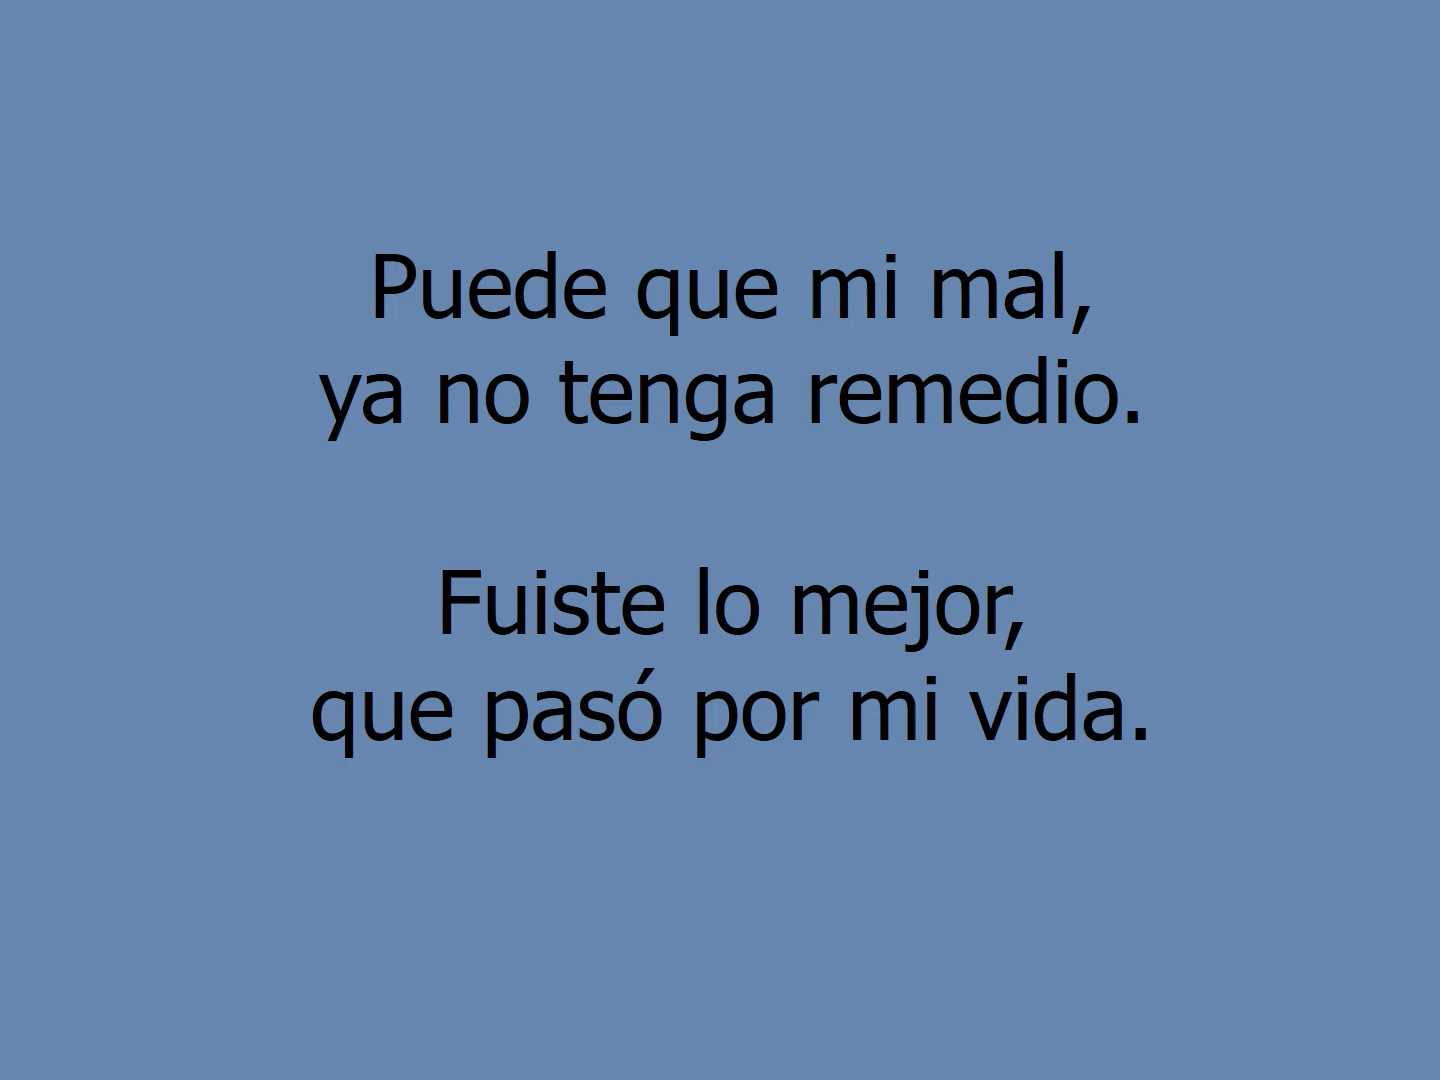 Puede que mi mal,
ya no tenga remedio.
Fuiste lo mejor,
que pasó por mi vida.